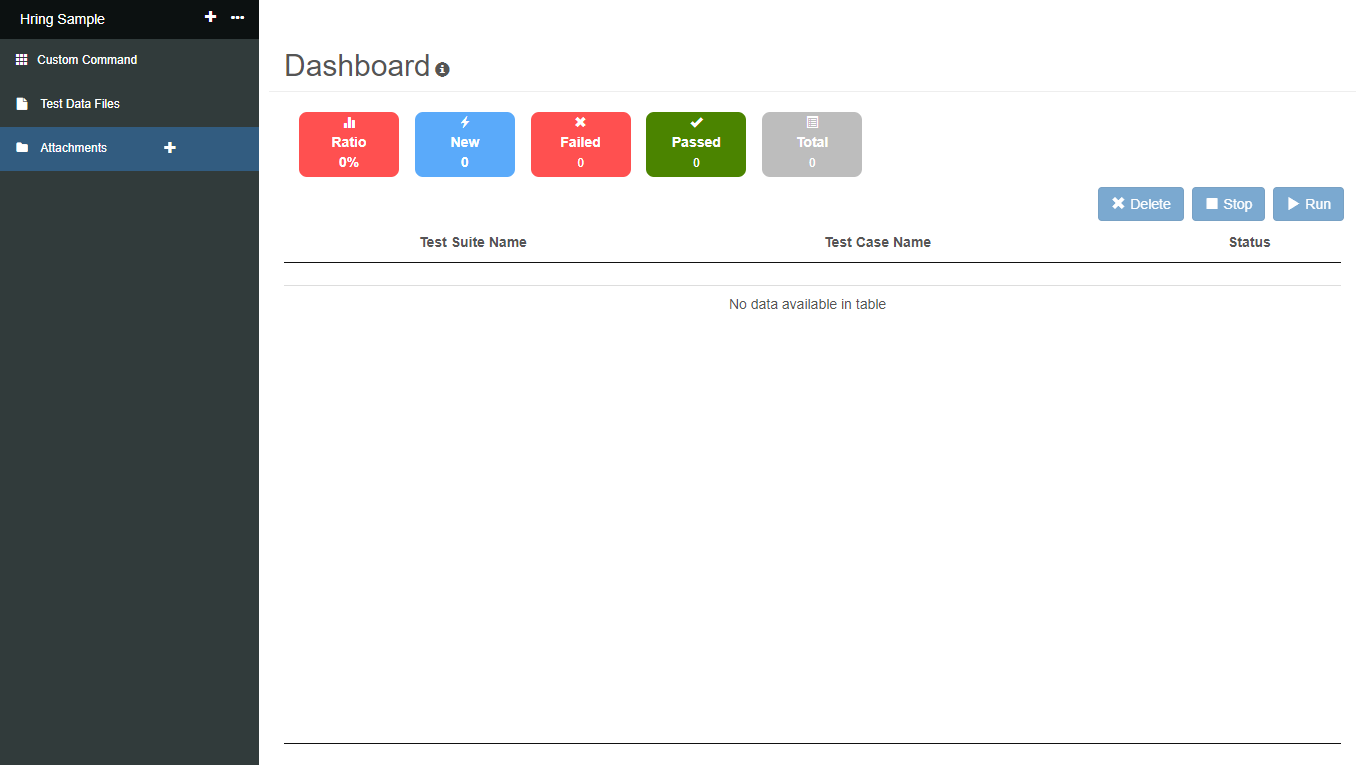 Hring Sample
Custom Command
Test Data Files
Attachments
Dashboard
Ratio
0%
New
0
Failed
0
Passed
0
Total
0
Delete Stop Run
Test Suite Name Test Case Name Status
No data available in table